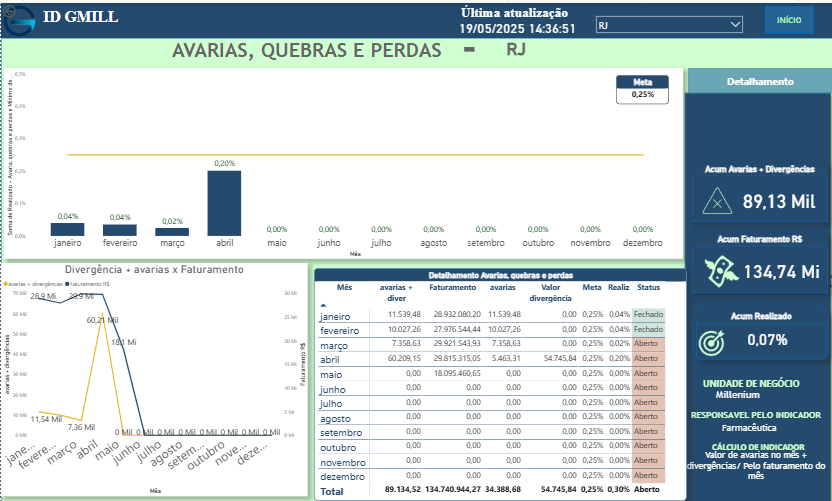 ID GMILL
Última atualização
19/05/2025 14:36:51
RJ
INÍCIO
AVARIAS, QUEBRAS E PERDAS - RJ
Detalhamento
Meta
0,25%
0,5%
0,4%
0,3%
0,2%
0,1%
0,0%
0,04% 0,04% 0,02% 0,20% 0,00% 0,00% 0,00% 0,00% 0,00% 0,00% 0,00% 0,00%
janeiro fevereiro março abril maio junho julho agosto setembro outubro novembro dezembro
Mês
Acum Avarias + Divergências
89,13 Mil
Acum Faturamento R$
134,74 Mi
Acum Realizado
0,07%
UNIDADE DE NEGÓCIO
Millenium
RESPONSAVEL PELO INDICADOR
Farmacêutica
CÁLCULO DE INDICADOR
Valor de avarias no mês +
divergências/ Pelo faturamento do
mês
Divergência + avarias x Faturamento
avarias + divergências faturamento R$
avarias + divergências
Faturamento R$
70 Mil
60 Mil
50 Mil
40 Mil
30 Mil
20 Mil
10 Mil
0 Mil
30 Mi
25 Mi
20 Mi
15 Mi
10 Mi
5 Mi
0 Mi
28,9 Mi 29,9 Mi
60,21 Mil
18,1 Mi
11,54 Mil
7,36 Mil
0 Mil 0 Mil 0 Mil 0 Mil 0 Mil 0 Mil 0 Mil 0 Mil
jane... fevere... março abril maio junho julho agosto setem... outubro nove... deze...
Mês
Detalhamento Avarias, quebras e perdas
Mês avarias + diver Faturamento avarias Valor divergência Meta Realiz Status
janeiro 11.539,48 28.932.080,20 11.539,48 0,00 0,25% 0,04% Fechado
fevereiro 10.027,26 27.976.544,44 10.027,26 0,00 0,25% 0,04% Fechado
março 7.358,63 29.921.543,93 7.358,63 0,00 0,25% 0,02% Aberto
abril 60.209,15 29.815.315,05 5.463,31 54.745,84 0,25% 0,20% Aberto
maio 0,00 18.095.460,65 0,00 0,00 0,25% 0,00% Aberto
junho 0,00 0,00 0,00 0,00 0,25% 0,00% Aberto
julho 0,00 0,00 0,00 0,00 0,25% 0,00% Aberto
agosto 0,00 0,00 0,00 0,00 0,25% 0,00% Aberto
setembro 0,00 0,00 0,00 0,00 0,25% 0,00% Aberto
outubro 0,00 0,00 0,00 0,00 0,25% 0,00% Aberto
novembro 0,00 0,00 0,00 0,00 0,25% 0,00% Aberto
dezembro 0,00 0,00 0,00 0,00 0,25% 0,00% Aberto
Total 89.134,52 134.740.944,27 34.388,68 54.745,84 0,25% 0,30% Aberto